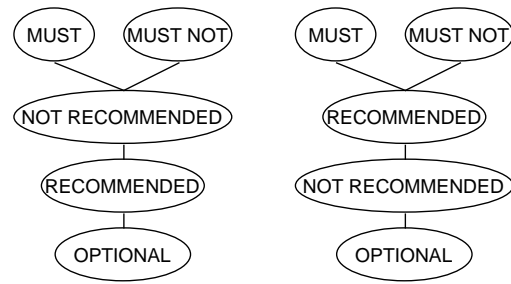 MUST
MUST NOT
NOT RECOMMENDED
RECOMMENDED
OPTIONAL
MUST
MUST NOT
RECOMMENDED
NOT RECOMMENDED
OPTIONAL